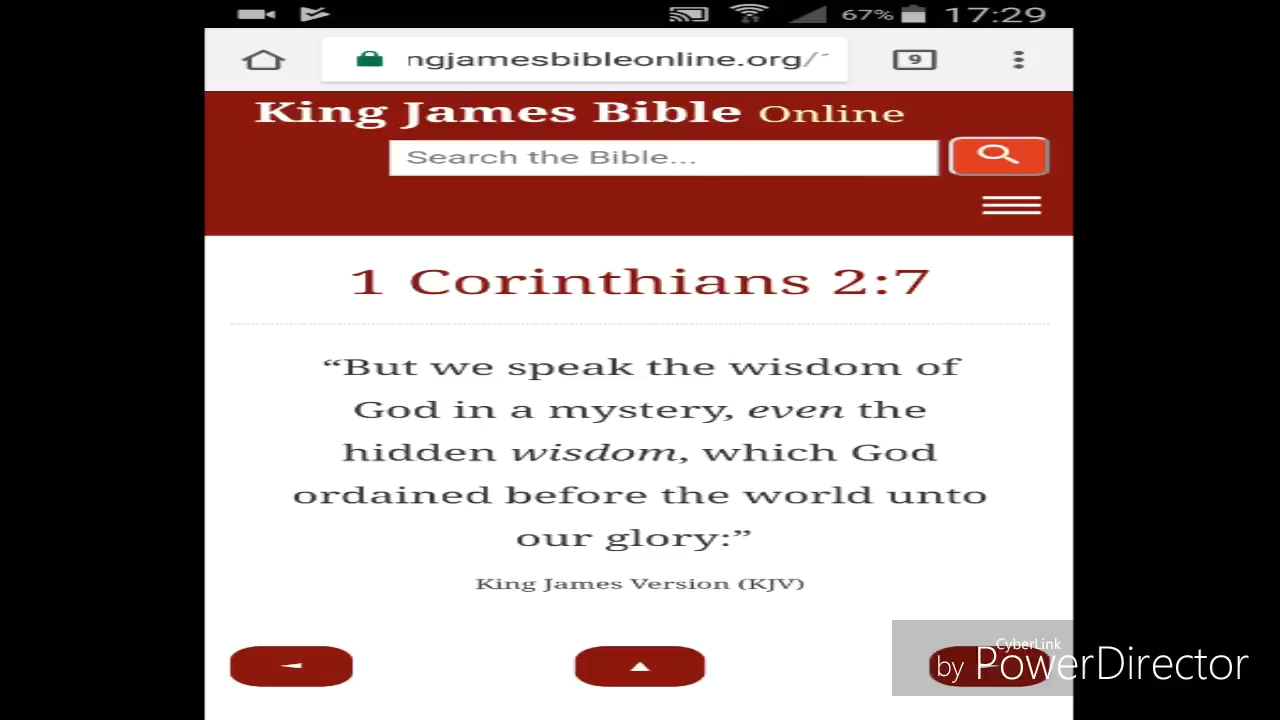 67% 17:29
ngjamesbibleonline.org/
9
King James Bible Online
Search the Bible...
1 Corinthians 2:7
“But we speak the wisdom of
God in a mystery, even the
hidden wisdom, which God
ordained before the world unto
our glory:”
King James Version (KJV)
CyberLink
by PowerDirector